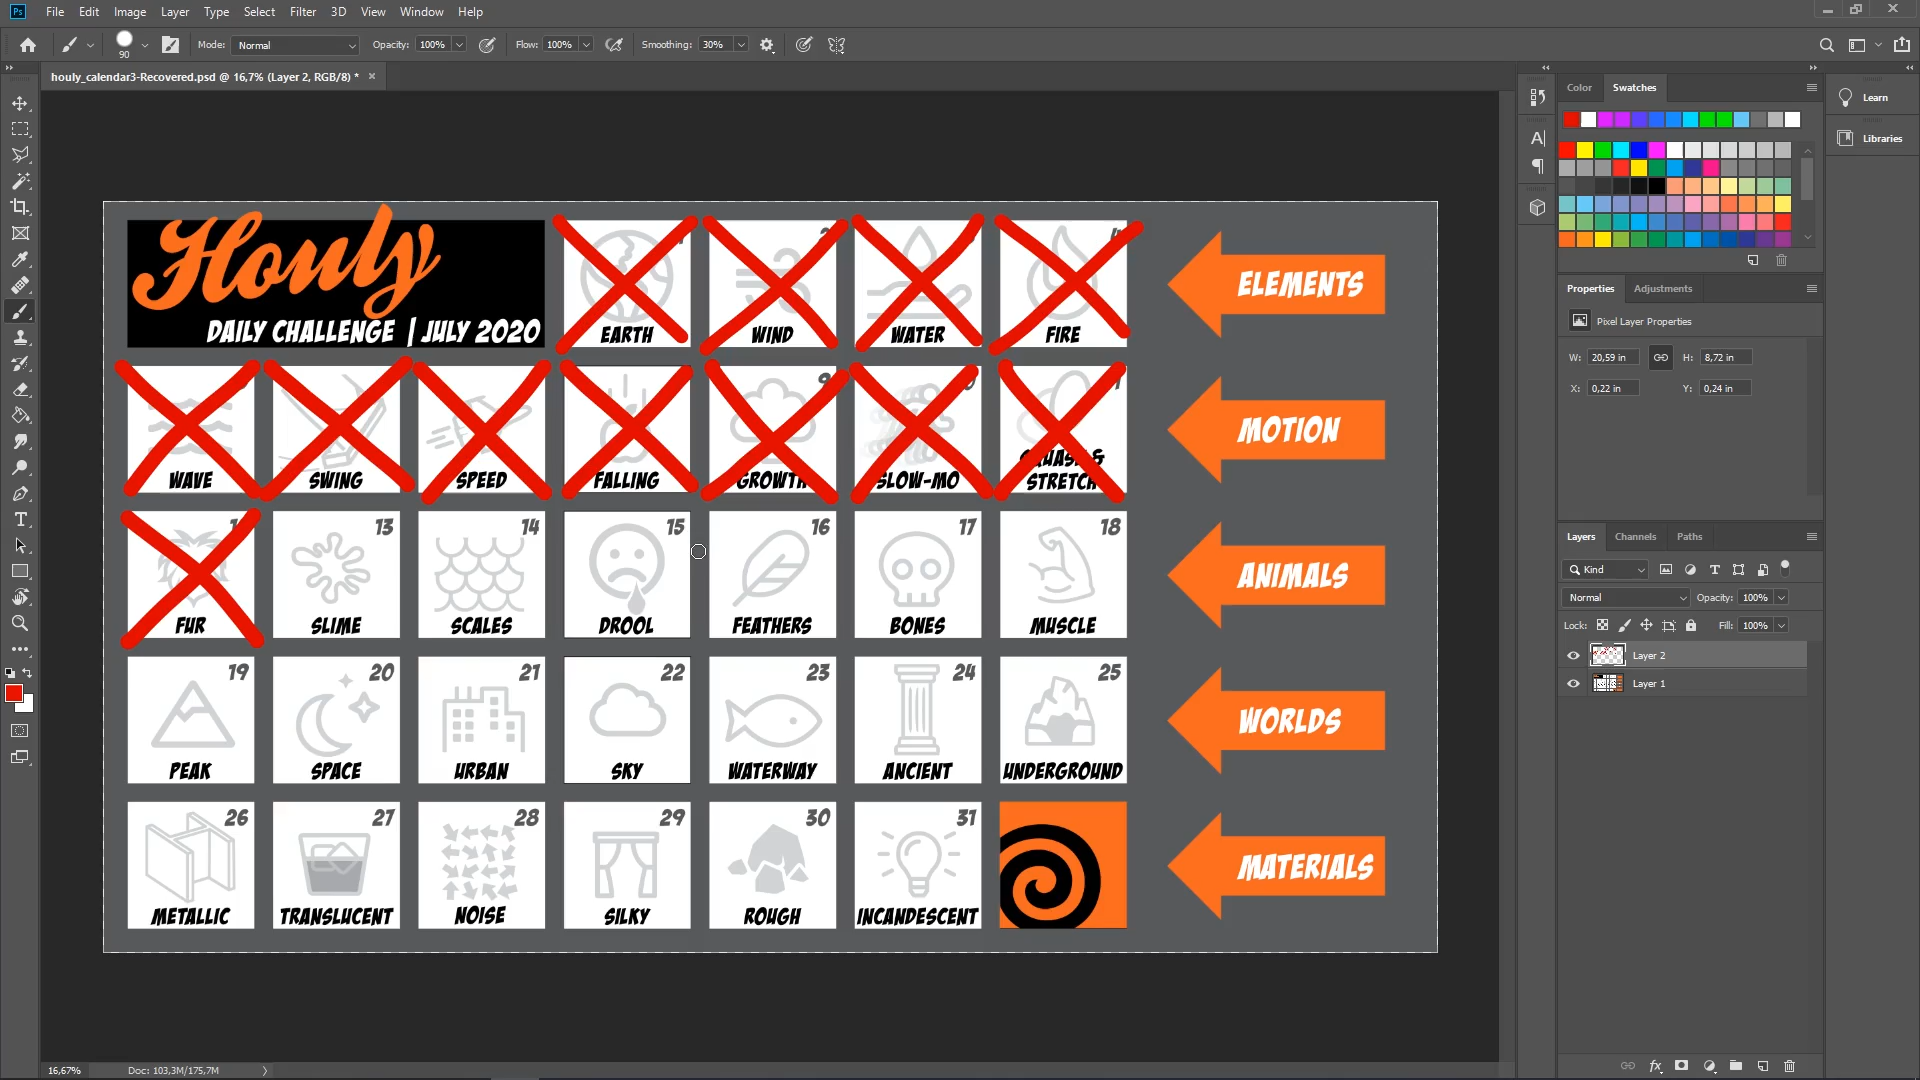 Ps File Edit Image Layer Type Select Filter 3D View Window Help
90 Mode: Normal Opacity: 100% Flow: 100% Smoothing: 30%
houly_calendar3-Recovered.psd @ 16,7% (Layer 2, RGB/8) *
Color Swatches
Learn
Libraries
Houly
DAILY CHALLENGE | JULY 2020
EARTH WIND WATER FIRE
ELEMENTS
WAVE SWING SPEED FALLING GROWTH SLOW-MO SQUASH &
STRETCH
MOTION
13 14 15 16 17 18
FUR SLIME SCALES DROOL FEATHERS BONES MUSCLE
ANIMALS
19 20 21 22 23 24 25
PEAK SPACE URBAN SKY WATERWAY ANCIENT UNDERGROUND
WORLDS
26 27 28 29 30 31
METALLIC TRANSLUCENT NOISE SILKY ROUGH INCANDESCENT
MATERIALS
Properties Adjustments
Pixel Layer Properties
W: 20,59 in H: 8,72 in
X: 0,22 in Y: 0,24 in
Layers Channels Paths
Kind
Normal Opacity: 100%
Lock: Fill: 100%
Layer 2
Layer 1
16,67% Doc: 103,3M/175,7M